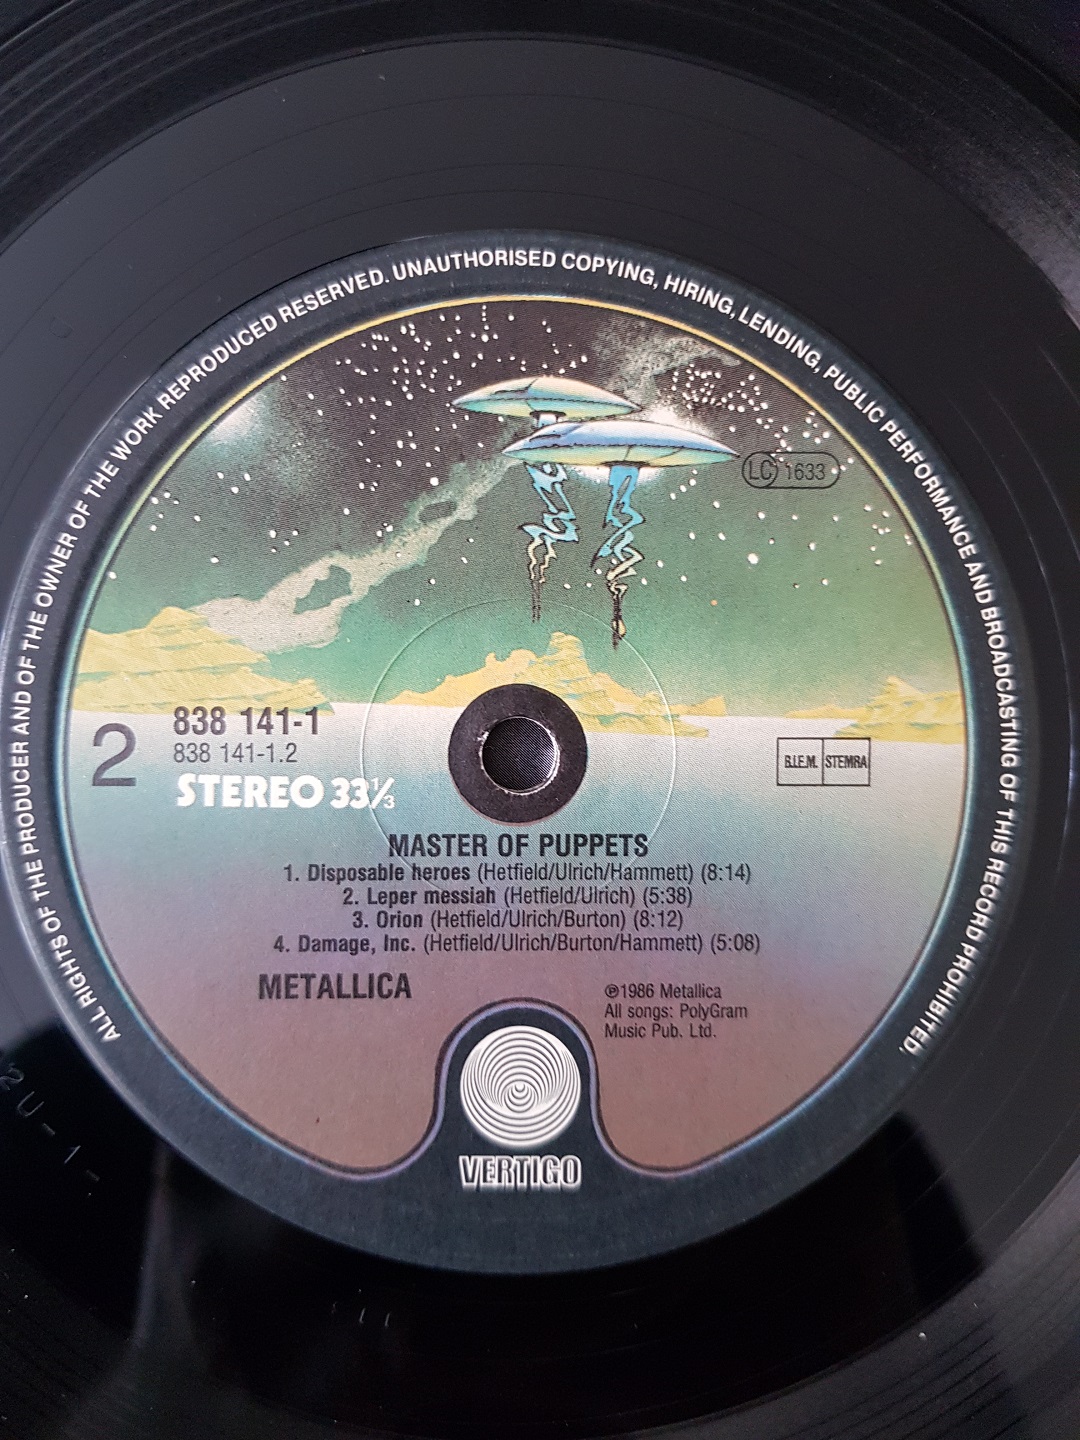 ALL RIGHTS OF THE PRODUCER AND OF THE OWNER OF THE WORK REPRODUCED RESERVED. UNAUTHORISED COPYING, HIRING, LENDING, PUBLIC PERFORMANCE AND BROADCASTING OF THIS RECORD PROHIBITED.
LC 1633
2
838 141-1
838 141-1.2
STEREO 33⅓
B.I.E.M. STEMRA
MASTER OF PUPPETS
1. Disposable heroes (Hetfield/Ulrich/Hammett) (8:14)
2. Leper messiah (Hetfield/Ulrich) (5:38)
3. Orion (Hetfield/Ulrich/Burton) (8:12)
4. Damage, Inc. (Hetfield/Ulrich/Burton/Hammett) (5:08)
METALLICA
℗1986 Metallica
All songs: PolyGram
Music Pub. Ltd.
VERTIGO